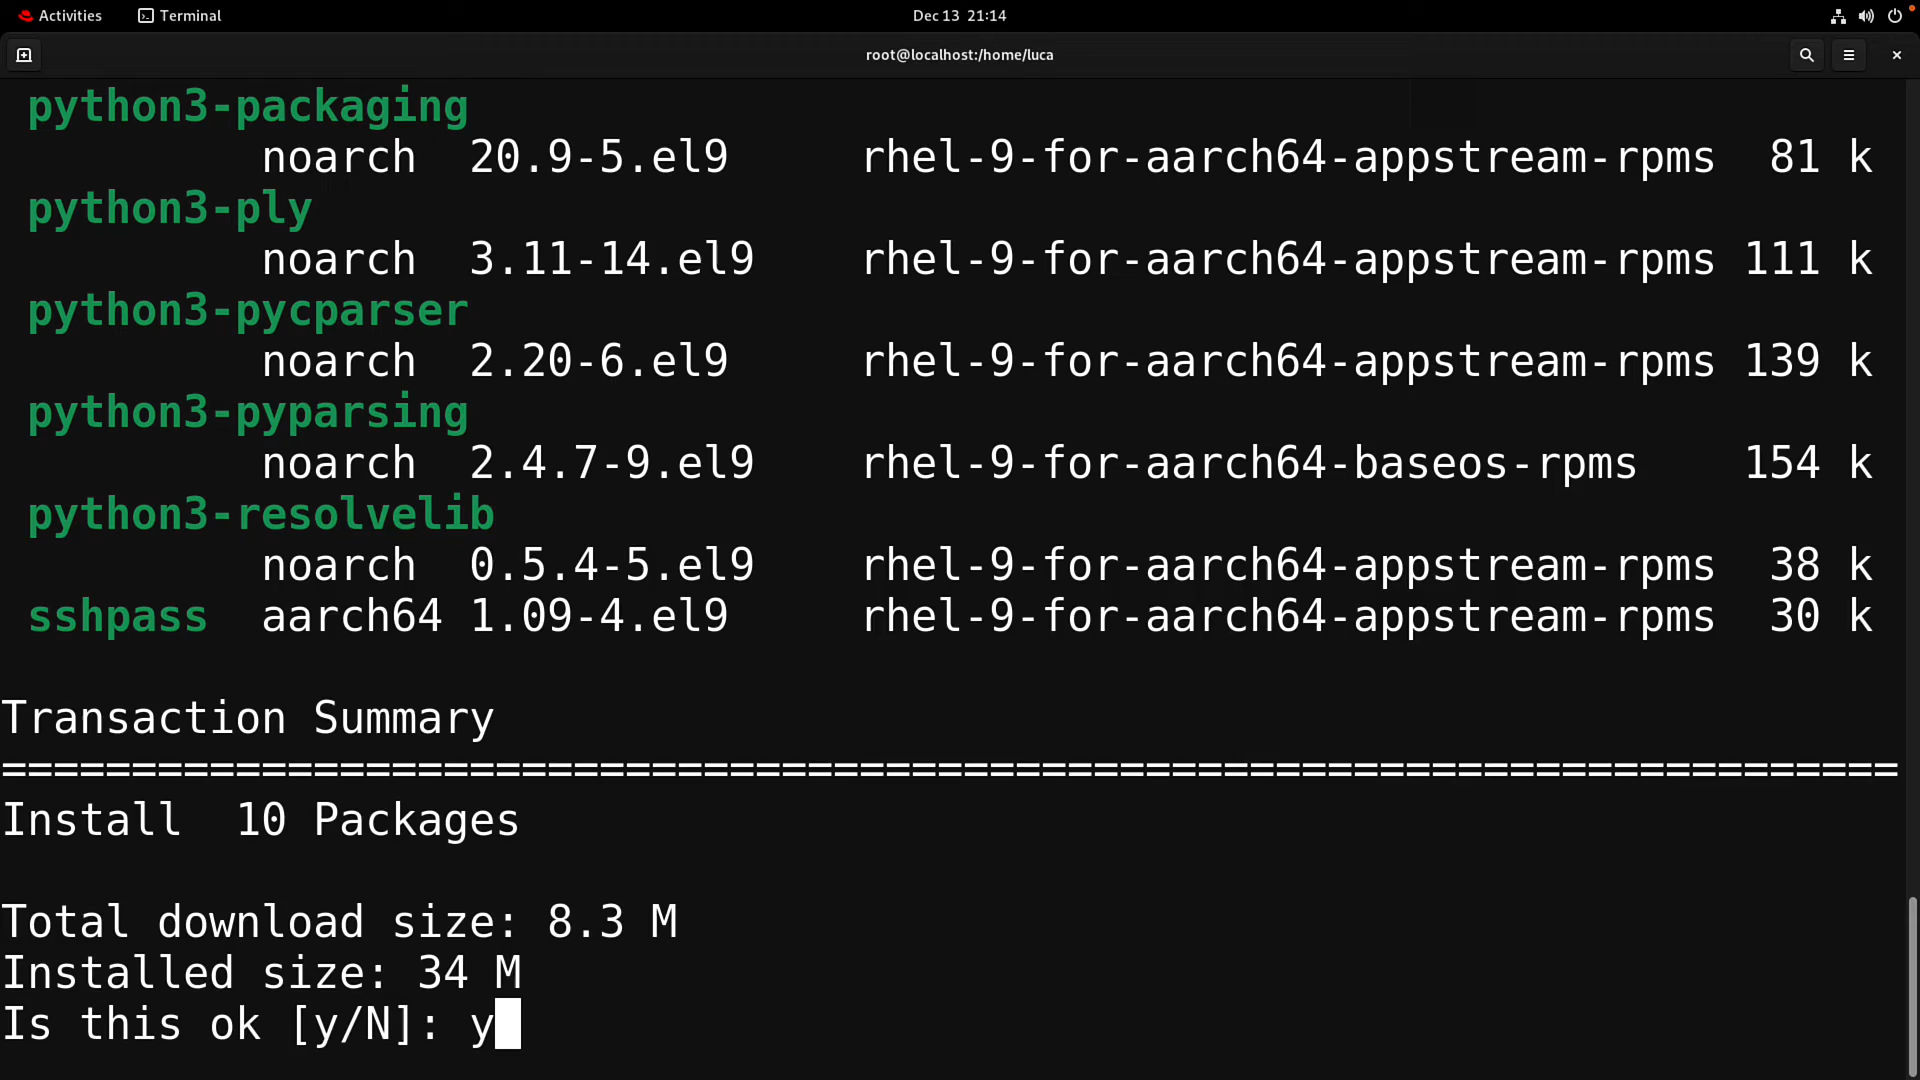 Activities Terminal Dec 13 21:14
root@localhost:/home/luca
python3-packaging
noarch 20.9-5.el9 rhel-9-for-aarch64-appstream-rpms 81 k
python3-ply
noarch 3.11-14.el9 rhel-9-for-aarch64-appstream-rpms 111 k
python3-pycparser
noarch 2.20-6.el9 rhel-9-for-aarch64-appstream-rpms 139 k
python3-pyparsing
noarch 2.4.7-9.el9 rhel-9-for-aarch64-baseos-rpms 154 k
python3-resolvelib
noarch 0.5.4-5.el9 rhel-9-for-aarch64-appstream-rpms 38 k
sshpass aarch64 1.09-4.el9 rhel-9-for-aarch64-appstream-rpms 30 k
Transaction Summary
=========================================================================
Install 10 Packages
Total download size: 8.3 M
Installed size: 34 M
Is this ok [y/N]: y